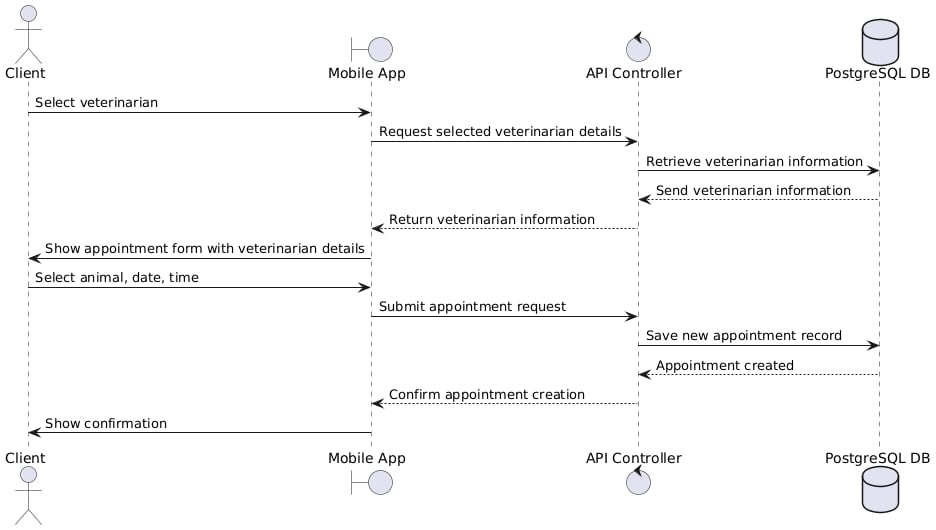 Client
Mobile App
API Controller
PostgreSQL DB
Select veterinarian
Request selected veterinarian details
Retrieve veterinarian information
Send veterinarian information
Return veterinarian information
Show appointment form with veterinarian details
Select animal, date, time
Submit appointment request
Save new appointment record
Appointment created
Confirm appointment creation
Show confirmation
Client
Mobile App
API Controller
PostgreSQL DB